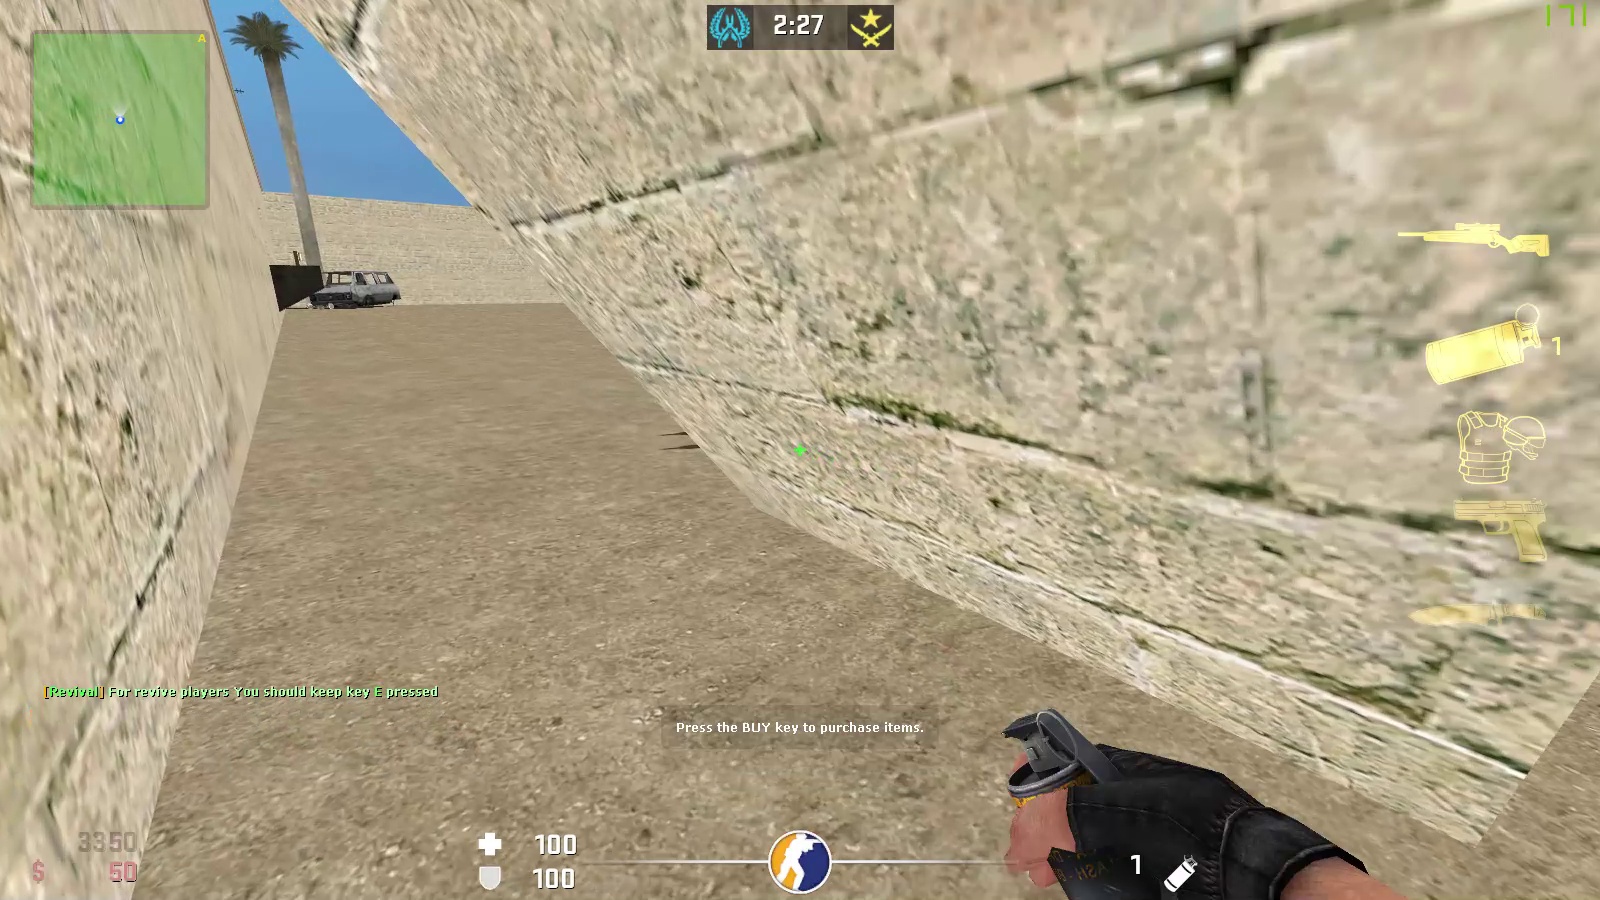 2:27
171
A
1
[Revival] For revive players You should keep key E pressed
Press the BUY key to purchase items.
3350
$ 50
100
100
1